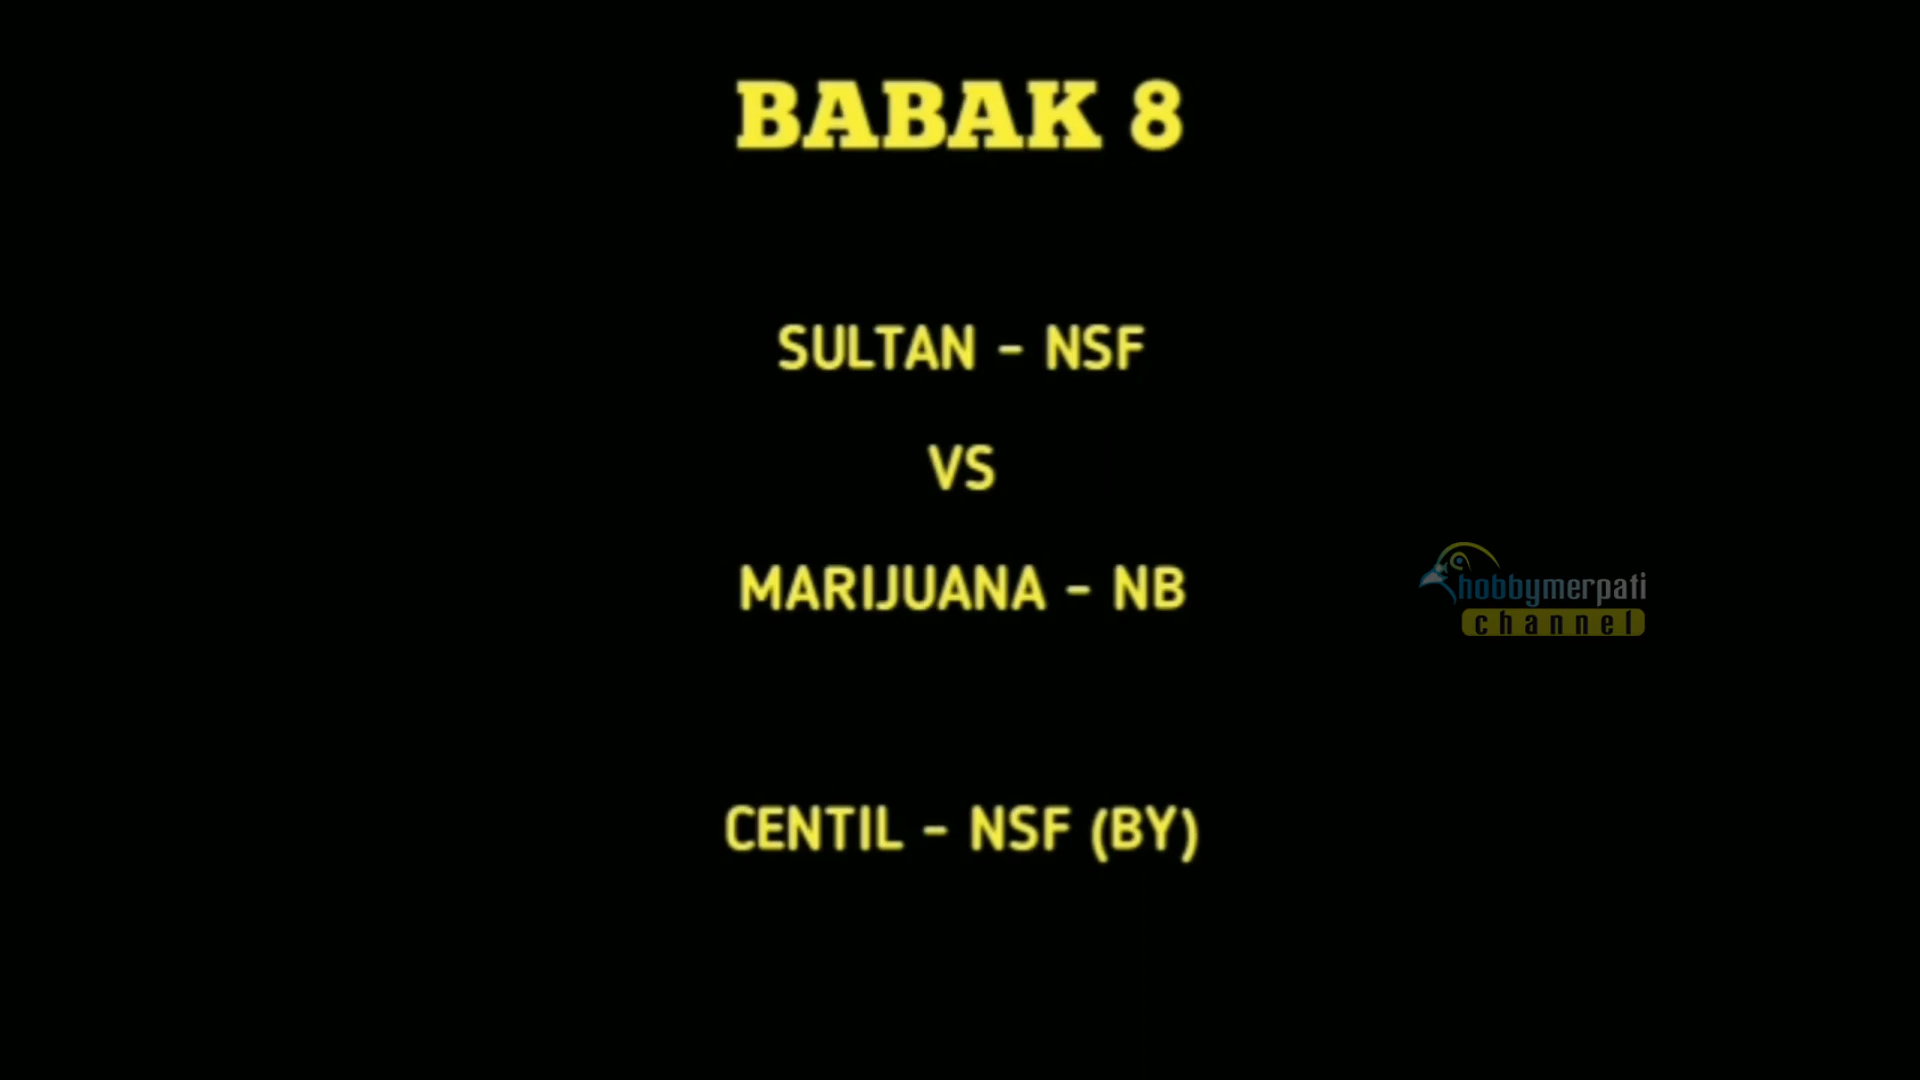 BABAK 8
SULTAN - NSF
VS
MARIJUANA - NB
hobbymerpati
channel
CENTIL - NSF (BY)